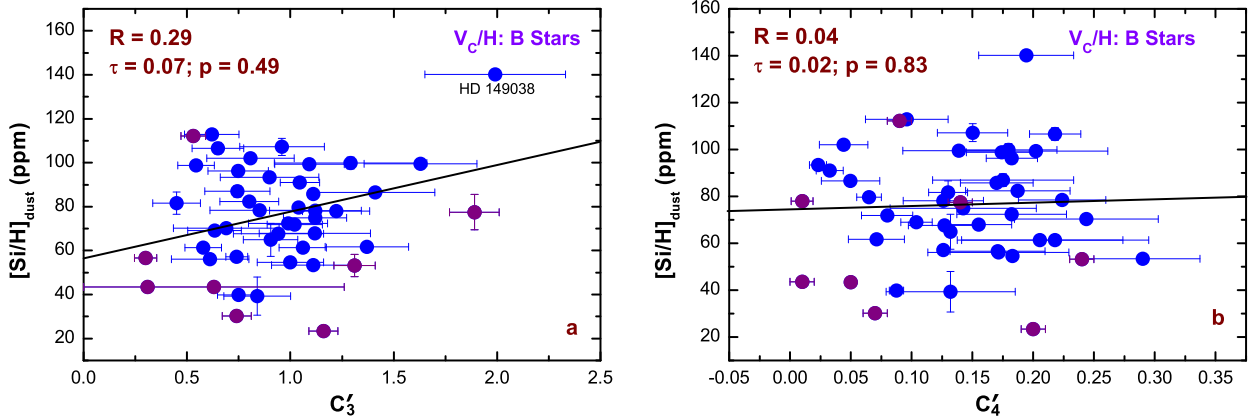 R = 0.29
τ = 0.07; p = 0.49
V_C/H: B Stars
HD 149038
[Si/H]_dust (ppm)
140
120
100
80
60
40
20
a
0.0 0.5 1.0 1.5 2.0 2.5
C′_3
R = 0.04
τ = 0.02; p = 0.83
V_C/H: B Stars
[Si/H]_dust (ppm)
160
140
120
100
80
60
40
20
b
-0.05 0.00 0.05 0.10 0.15 0.20 0.25 0.30 0.35
C′_4